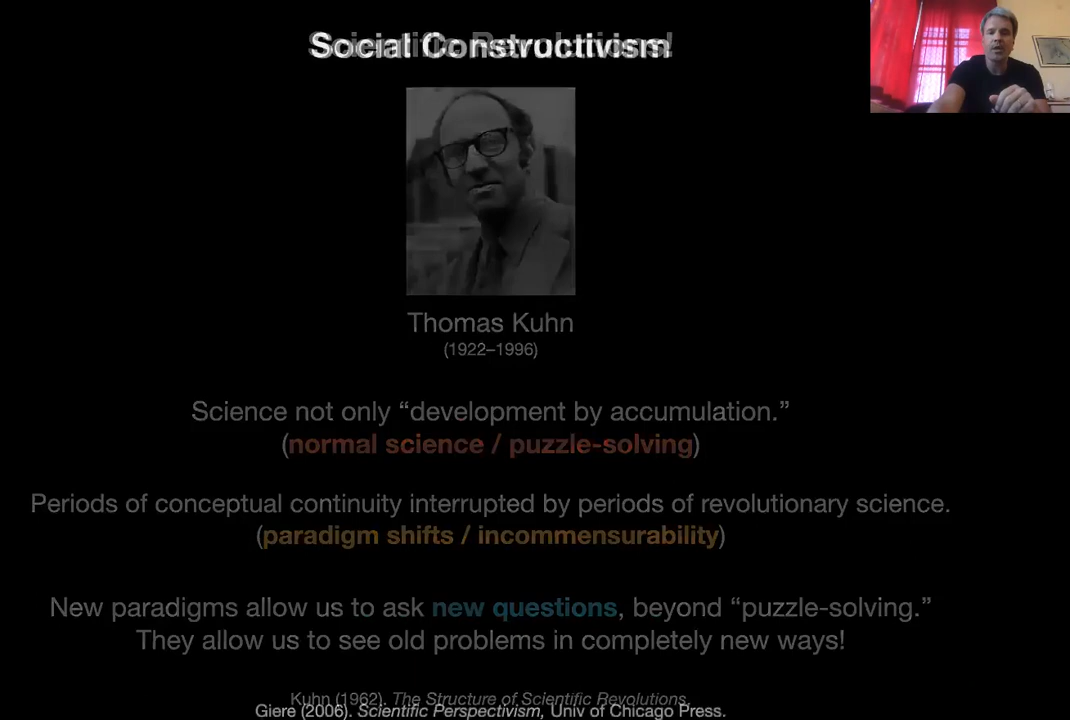 Social Constructivism
Scientific Revolutions!
Thomas Kuhn
(1922–1996)
Science not only “development by accumulation.”
(normal science / puzzle-solving)
Periods of conceptual continuity interrupted by periods of revolutionary science.
(paradigm shifts / incommensurability)
New paradigms allow us to ask new questions, beyond “puzzle-solving.”
They allow us to see old problems in completely new ways!
Kuhn (1962). The Structure of Scientific Revolutions.
Giere (2006). Scientific Perspectivism, Univ of Chicago Press.